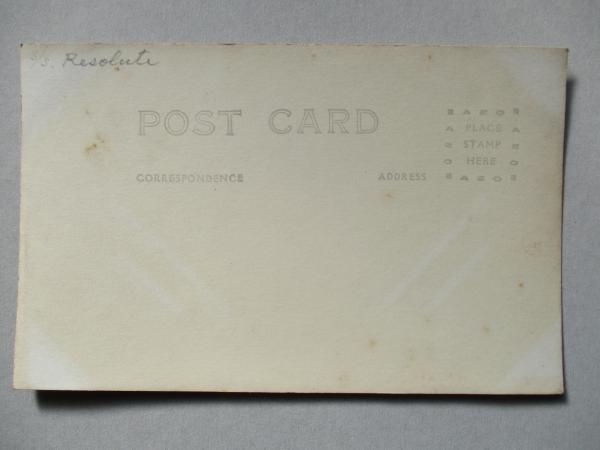 S/S. Resolute
POST CARD
CORRESPONDENCE
ADDRESS
PLACE
STAMP
HERE